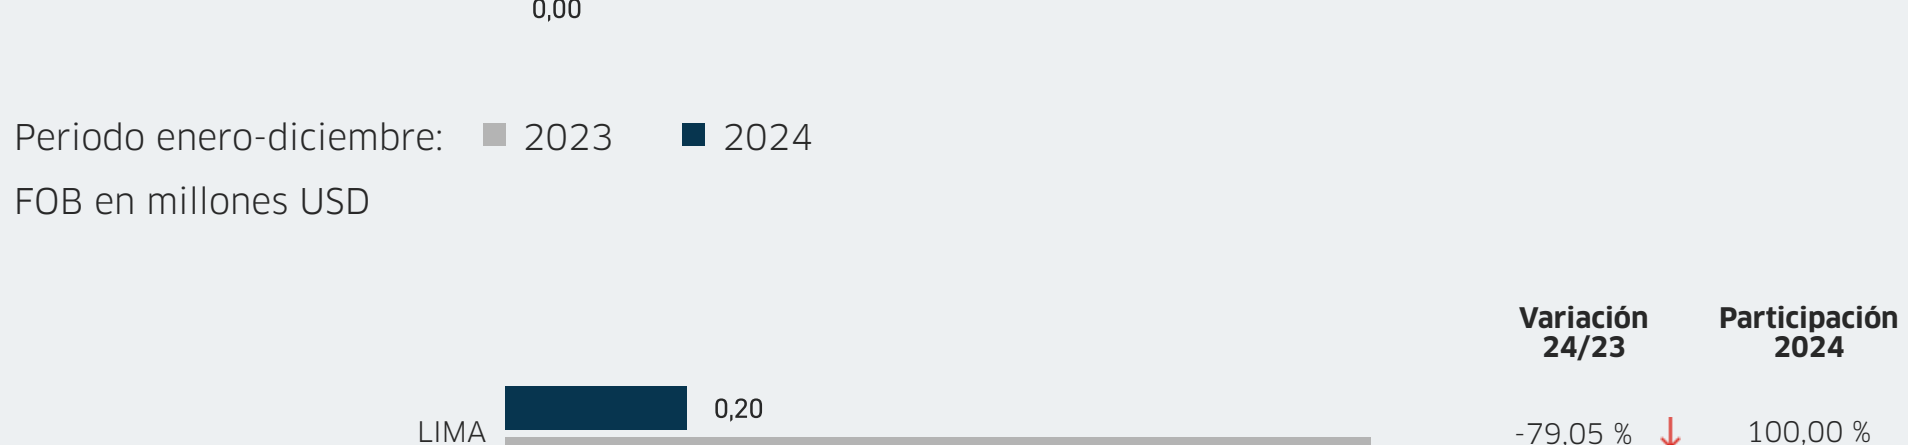 0,00
Periodo enero-diciembre: 2023 2024
FOB en millones USD
Variación 24/23
Participación 2024
0,20
LIMA
-79,05 %
100,00 %